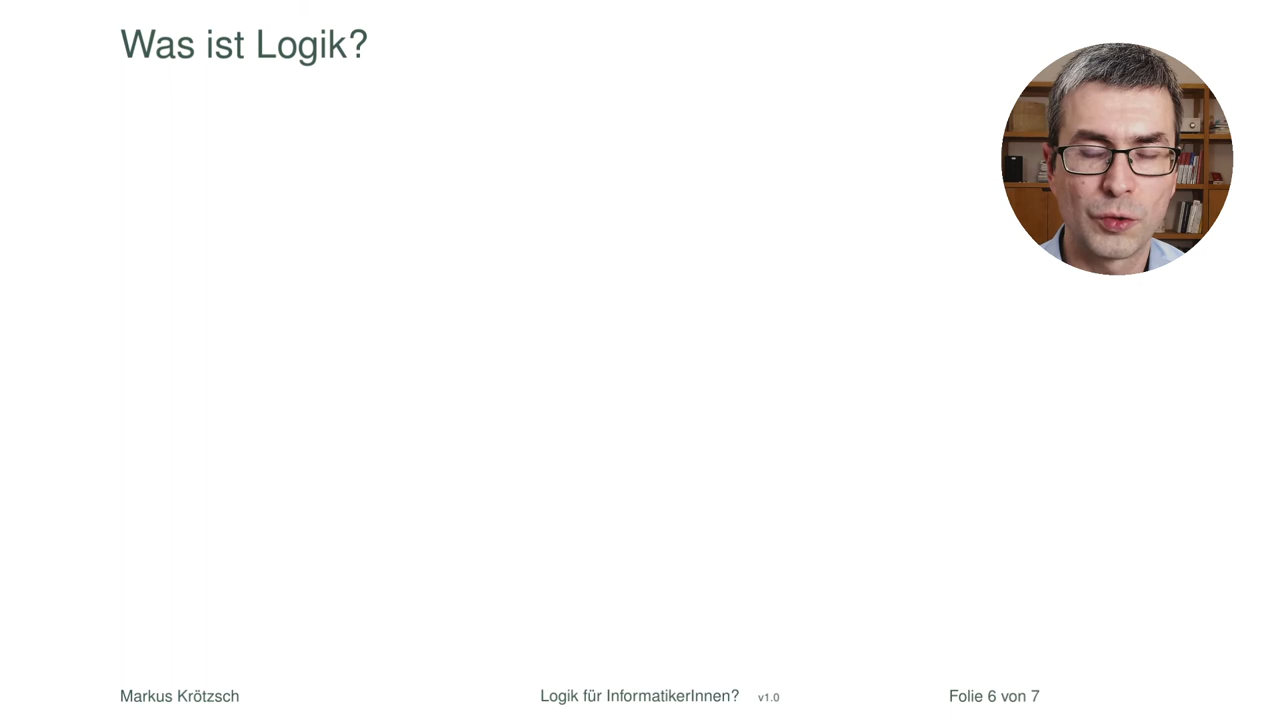 Was ist Logik?
Markus Krötzsch
Logik für InformatikerInnen? v1.0
Folie 6 von 7